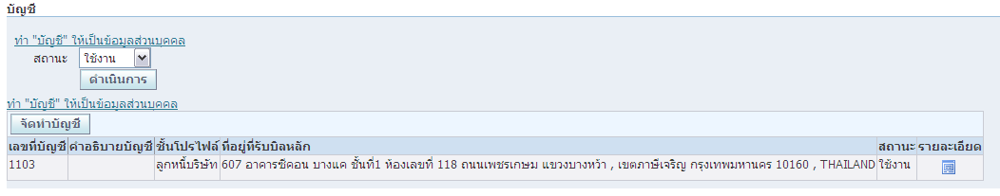 บัญชี
ทำ "บัญชี" ให้เป็นข้อมูลส่วนบุคคล
สถานะ ใช้งาน
ดำเนินการ
ทำ "บัญชี" ให้เป็นข้อมูลส่วนบุคคล
จัดทำบัญชี
เลขที่บัญชี คำอธิบายบัญชี ชั้นโปรไฟล์ ที่อยู่ที่รับบิลหลัก สถานะ รายละเอียด
1103 ลูกหนี้บริษัท 607 อาคารซีคอน บางแค ชั้นที่1 ห้องเลขที่ 118 ถนนเพชรเกษม แขวงบางหว้า , เขตภาษีเจริญ กรุงเทพมหานคร 10160 , THAILAND ใช้งาน